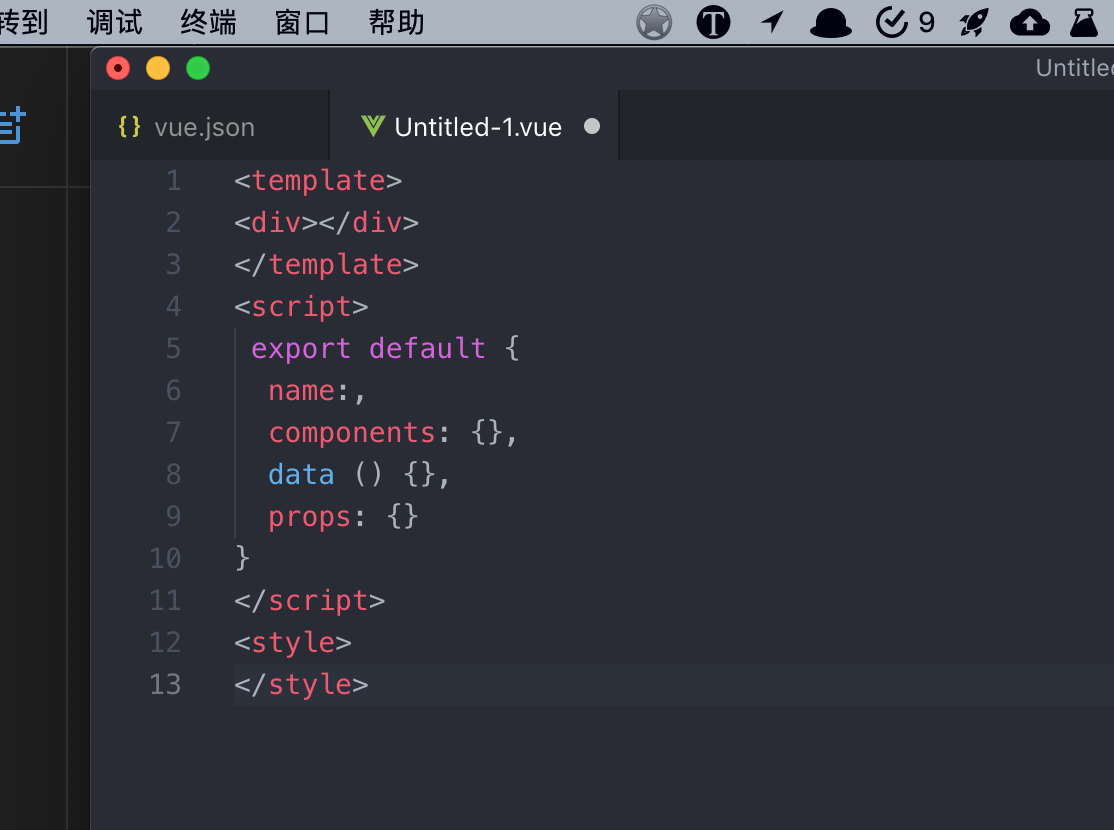 转到 调试 终端 窗口 帮助 9
Untitled
{} vue.json Untitled-1.vue
1 <template>
2 <div></div>
3 </template>
4 <script>
5 export default {
6 name:,
7 components: {},
8 data () {},
9 props: {}
10 }
11 </script>
12 <style>
13 </style>